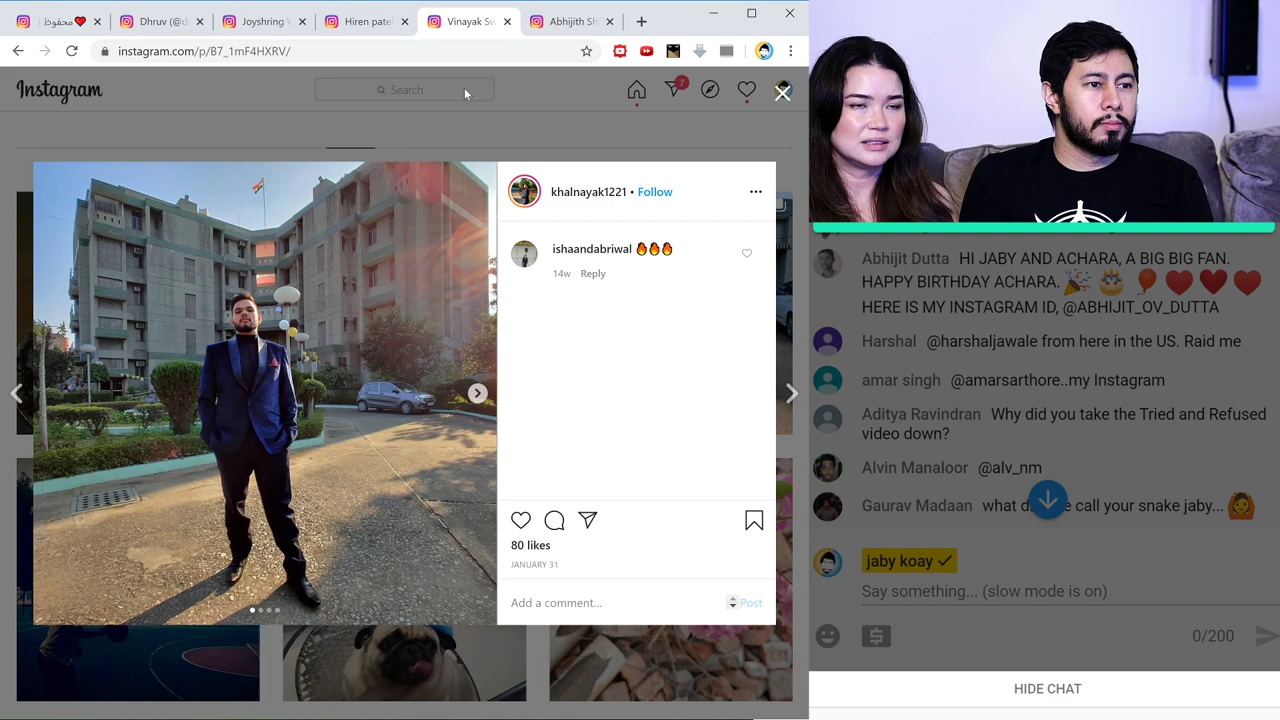 محفوظ
Dhruv (@d
Joyshring V
Hiren patel
Vinayak Sw
Abhijith Sh
instagram.com/p/B7_1mF4HXRV/
Instagram
Search
7
khalnayak1221 • Follow
ishaandabriwal 🔥🔥🔥
14w Reply
80 likes
JANUARY 31
Add a comment...
Post
Abhijit Dutta HI JABY AND ACHARA, A BIG BIG FAN.
HAPPY BIRTHDAY ACHARA. 🎉🎂🎈♥️♥️♥️
HERE IS MY INSTAGRAM ID, @ABHIJIT_OV_DUTTA
Harshal @harshaljawale from here in the US. Raid me
amar singh @amarsarthore..my Instagram
Aditya Ravindran Why did you take the Tried and Refused
video down?
Alvin Manaloor @alv_nm
Gaurav Madaan what call your snake jaby... 🙆
jaby koay ✓
Say something... (slow mode is on)
0/200
HIDE CHAT